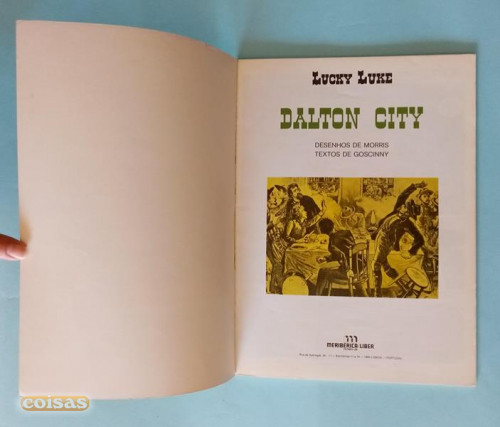 LUCKY LUKE
DALTON CITY
DESENHOS DE MORRIS
TEXTOS DE GOSCINNY
MERIBÉRICA/LIBER
coisas